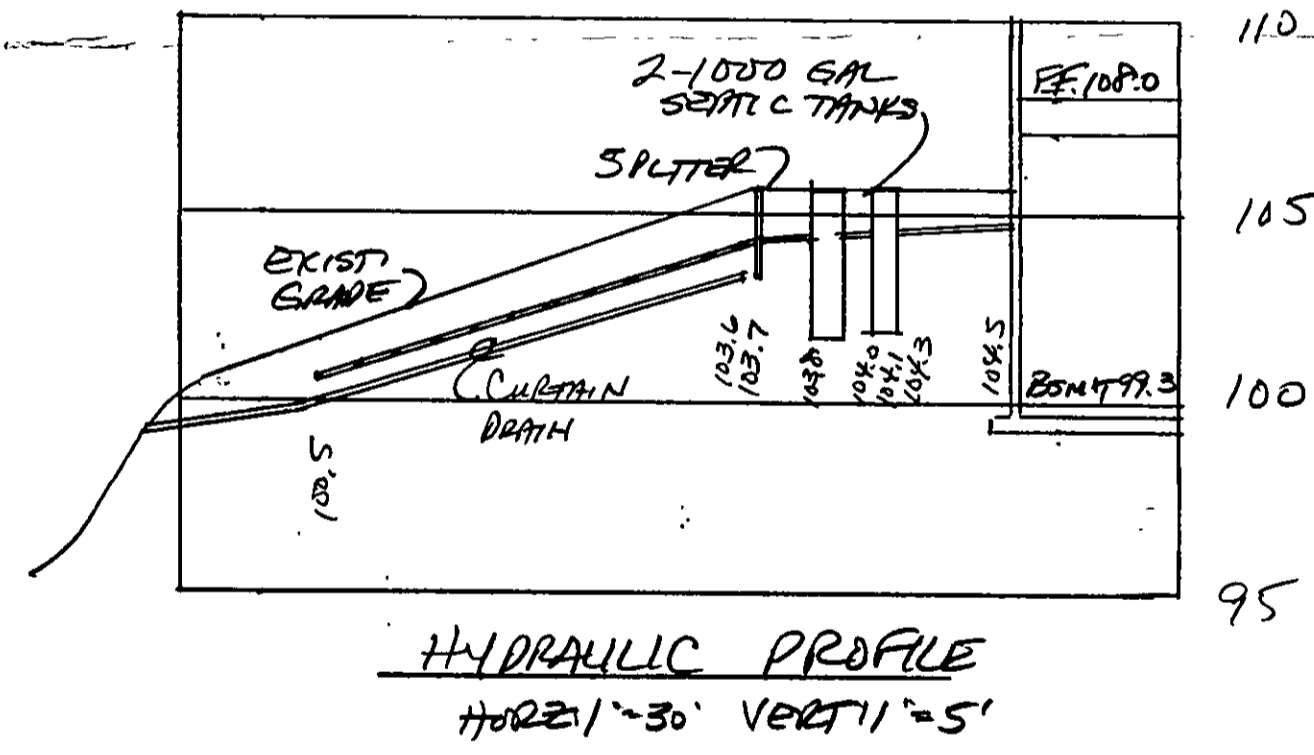 110
2-1000 GAL
SEPTIC TANKS
F.F. 108.0
SPLITTER
105
EXIST.
GRADE
103.6
103.7
103.8
104.0
104.1
104.3
104.5
BSMT 99.3
100
CURTAIN
DRAIN
100.5
95
HYDRAULIC PROFILE
HORZ 1"=30' VERT 1"=5'